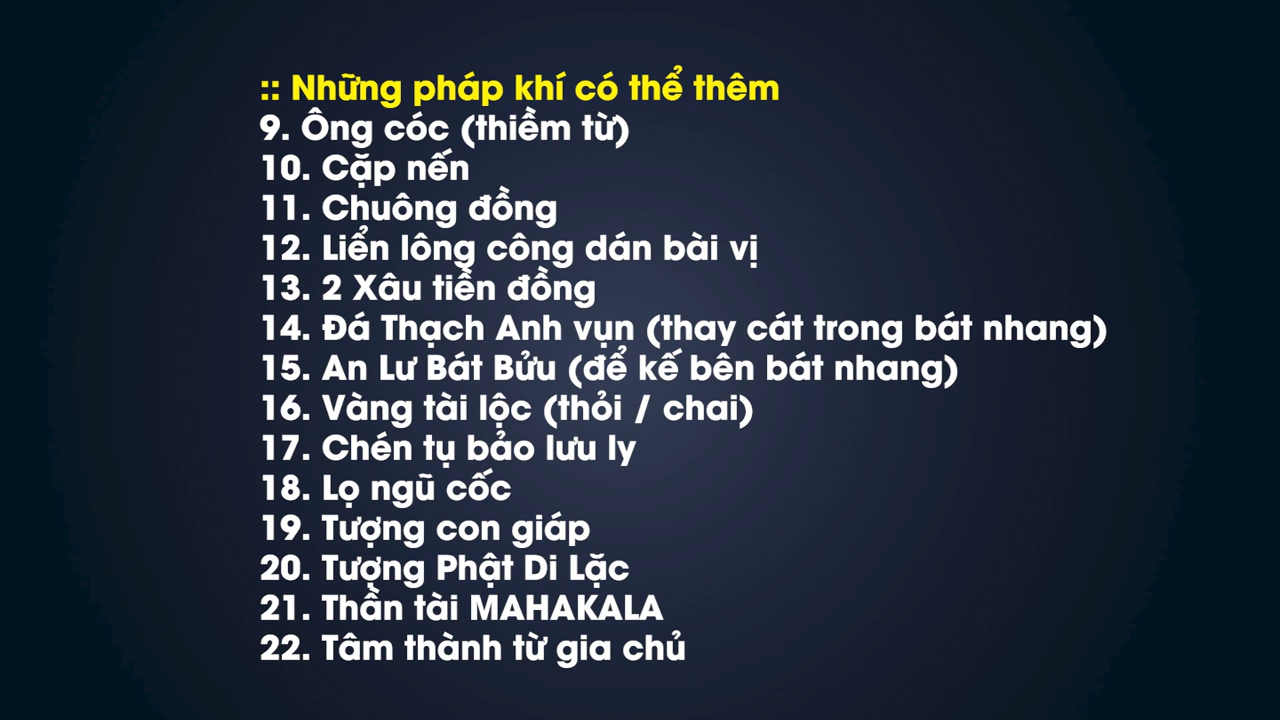 :: Những pháp khí có thể thêm
9. Ông cóc (thiềm từ)
10. Cặp nến
11. Chuông đồng
12. Liển lông công dán bài vị
13. 2 Xâu tiền đồng
14. Đá Thạch Anh vụn (thay cát trong bát nhang)
15. An Lư Bát Bửu (để kế bên bát nhang)
16. Vàng tài lộc (thỏi / chai)
17. Chén tụ bảo lưu ly
18. Lọ ngũ cốc
19. Tượng con giáp
20. Tượng Phật Di Lặc
21. Thần tài MAHAKALA
22. Tâm thành từ gia chủ